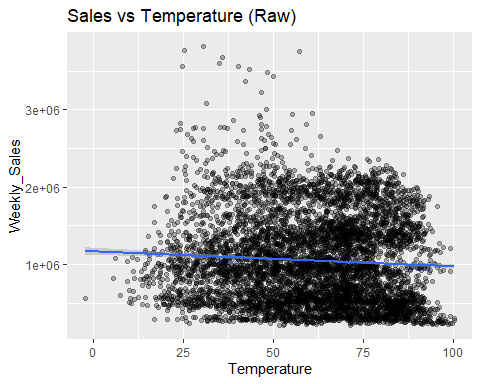 Sales vs Temperature (Raw)
3e+06
2e+06
1e+06
Weekly_Sales
0
25
50
75
100
Temperature